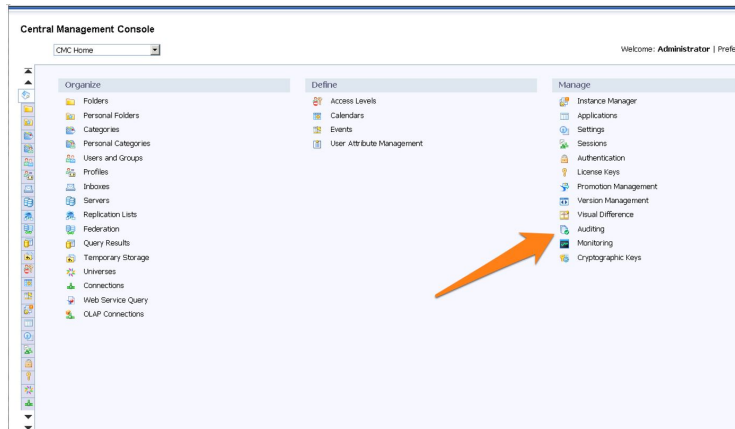 Central Management Console
CMC Home
Welcome: Administrator | Prefe
Organize
Folders
Personal Folders
Categories
Personal Categories
Users and Groups
Profiles
Inboxes
Servers
Replication Lists
Federation
Query Results
Temporary Storage
Universes
Connections
Web Service Query
OLAP Connections
Define
Access Levels
Calendars
Events
User Attribute Management
Manage
Instance Manager
Applications
Settings
Sessions
Authentication
License Keys
Promotion Management
Version Management
Visual Difference
Auditing
Monitoring
Cryptographic Keys